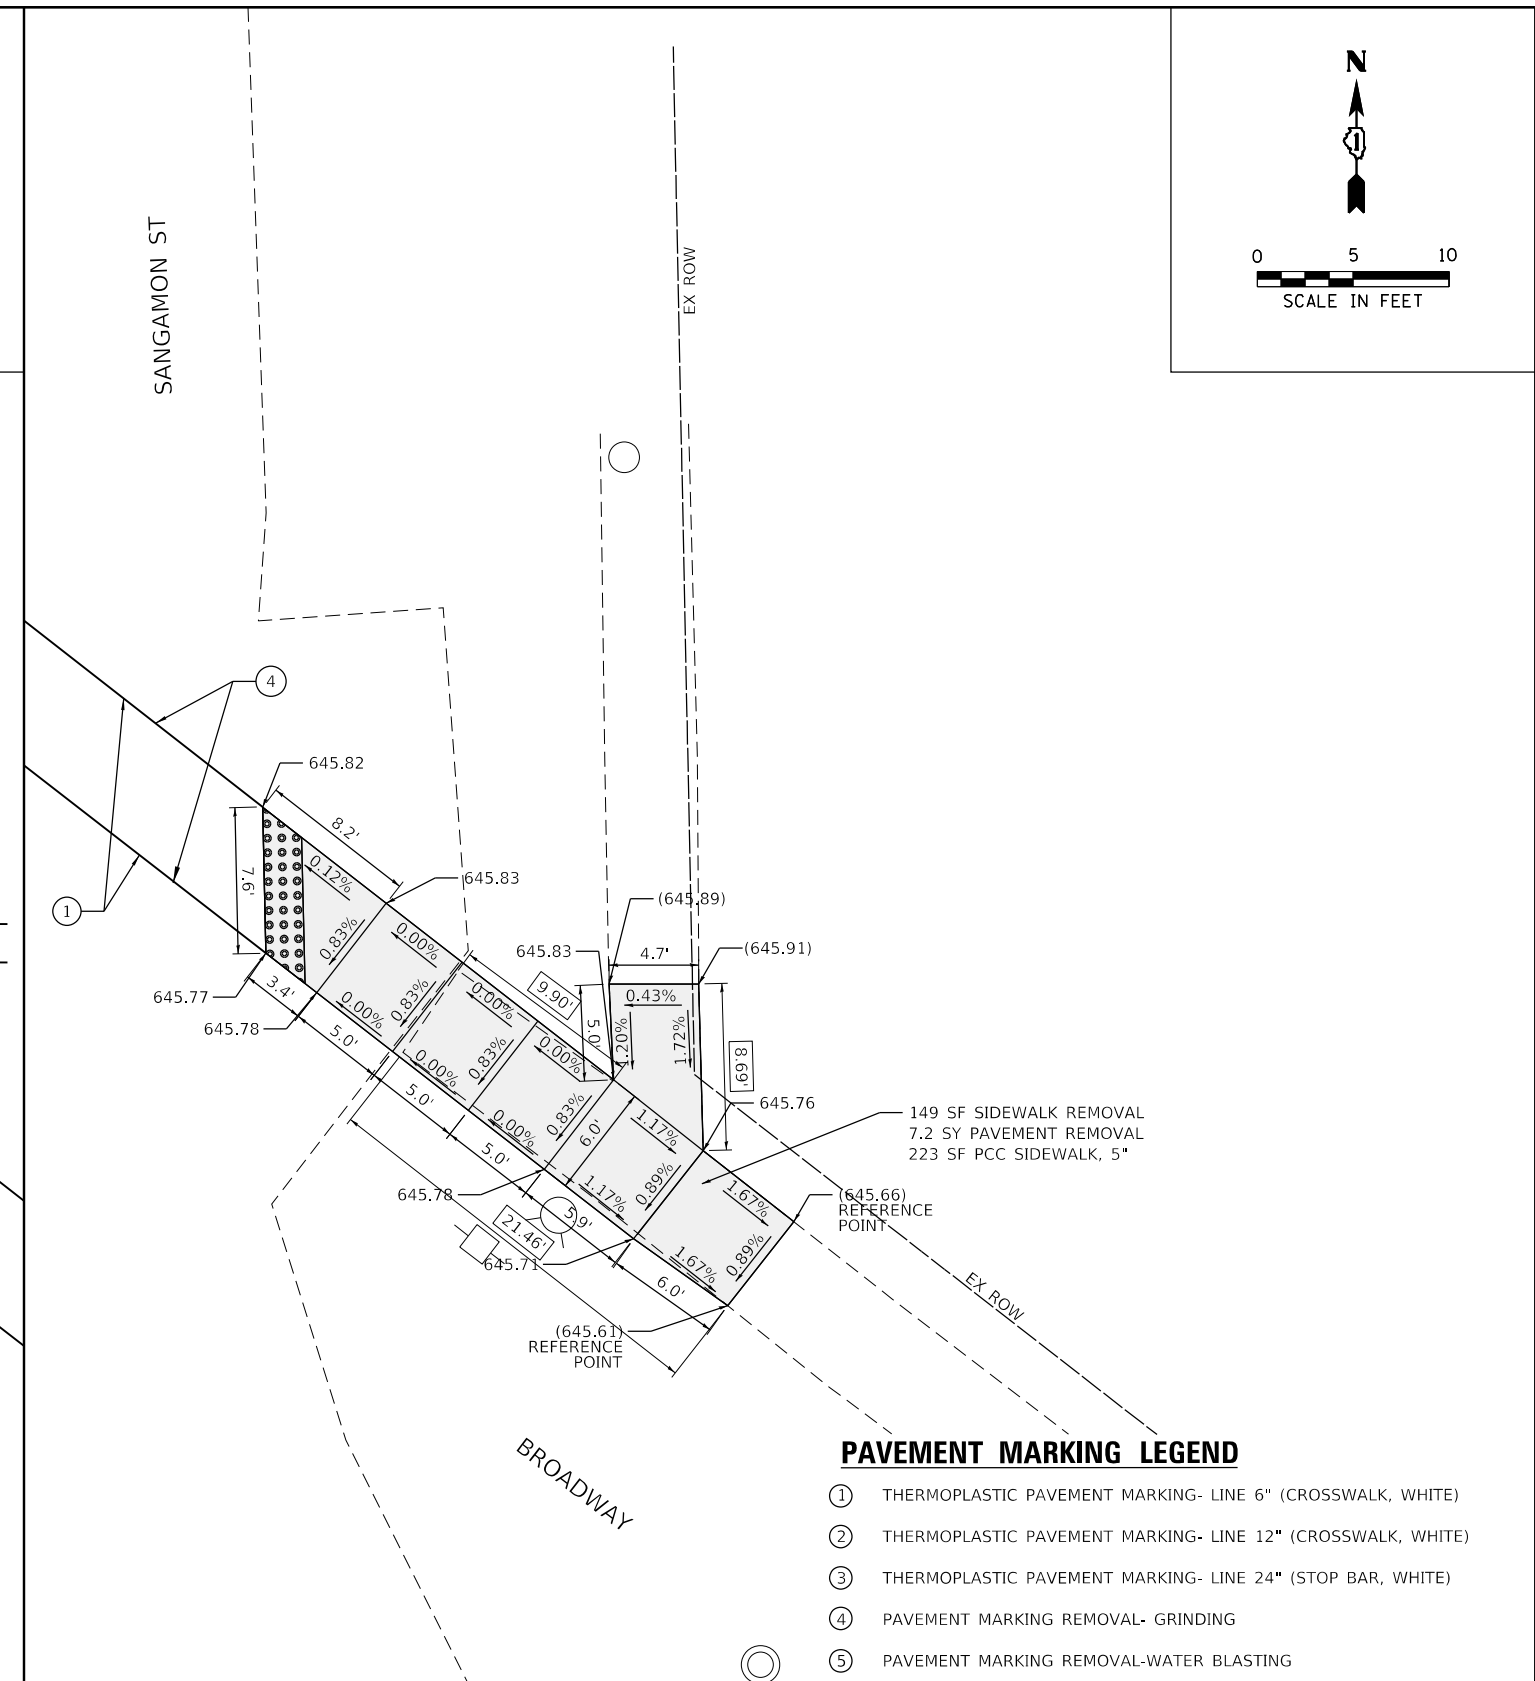 N
1
0 5 10
SCALE IN FEET
SANGAMON ST
EX ROW
4
645.82
8.2'
7.6'
0.12%
645.83
1
(645.89)
0.83%
0.00%
645.83
4.7'
(645.91)
9.90'
0.43%
645.77
3.4'
0.00%
0.83%
0.00%
5.0'
1.20%
1.72%
645.78
5.0'
0.83%
0.00%
8.69'
0.00%
5.0'
0.83%
645.76
6.0'
1.17%
149 SF SIDEWALK REMOVAL
7.2 SY PAVEMENT REMOVAL
223 SF PCC SIDEWALK, 5"
0.00%
5.0'
645.78
1.17%
0.89%
1.67%
(645.66)
REFERENCE
POINT
21.46'
5.9'
645.71
1.67%
0.89%
6.0'
EX ROW
(645.61)
REFERENCE
POINT
BROADWAY
PAVEMENT MARKING LEGEND
1 THERMOPLASTIC PAVEMENT MARKING- LINE 6" (CROSSWALK, WHITE)
2 THERMOPLASTIC PAVEMENT MARKING- LINE 12" (CROSSWALK, WHITE)
3 THERMOPLASTIC PAVEMENT MARKING- LINE 24" (STOP BAR, WHITE)
4 PAVEMENT MARKING REMOVAL- GRINDING
5 PAVEMENT MARKING REMOVAL-WATER BLASTING